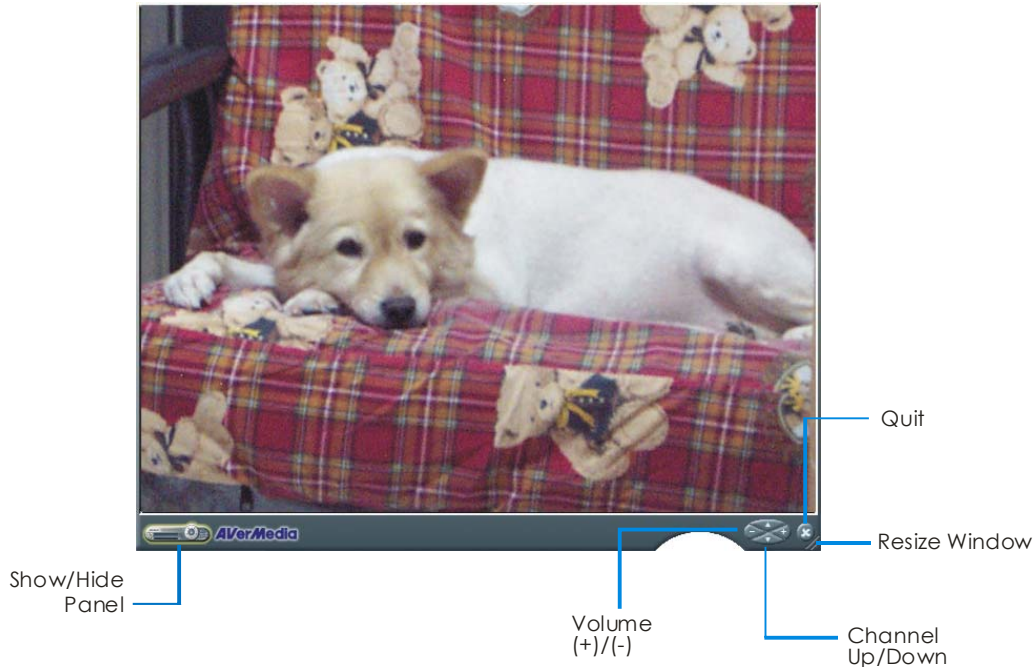 Quit
AVerMedia
Resize Window
Show/Hide
Panel
Volume
(+)/(-)
Channel
Up/Down